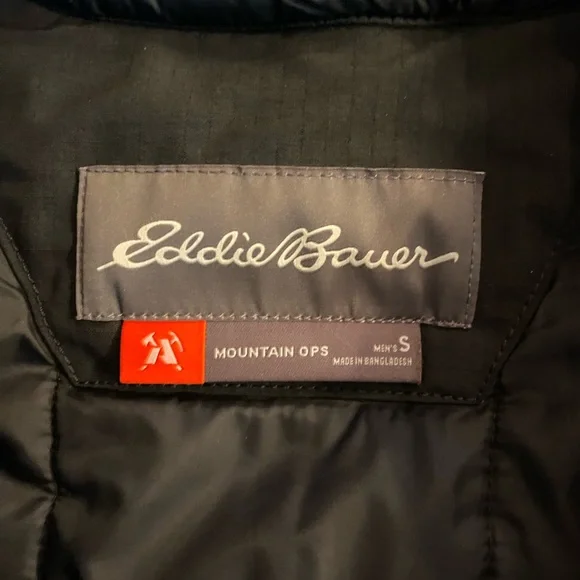 Eddie Bauer
MOUNTAIN OPS
MEN'S S
MADE IN BANGLADESH